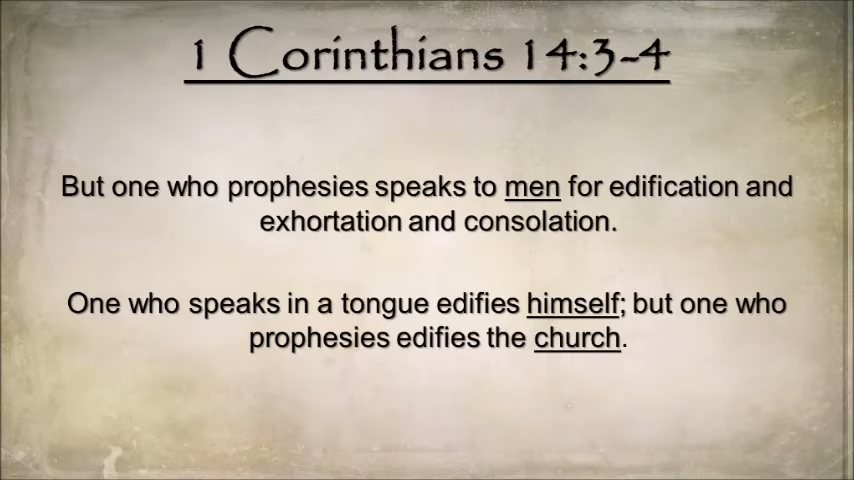 1 Corinthians 14:3-4
But one who prophesies speaks to men for edification and
exhortation and consolation.
One who speaks in a tongue edifies himself; but one who
prophesies edifies the church.